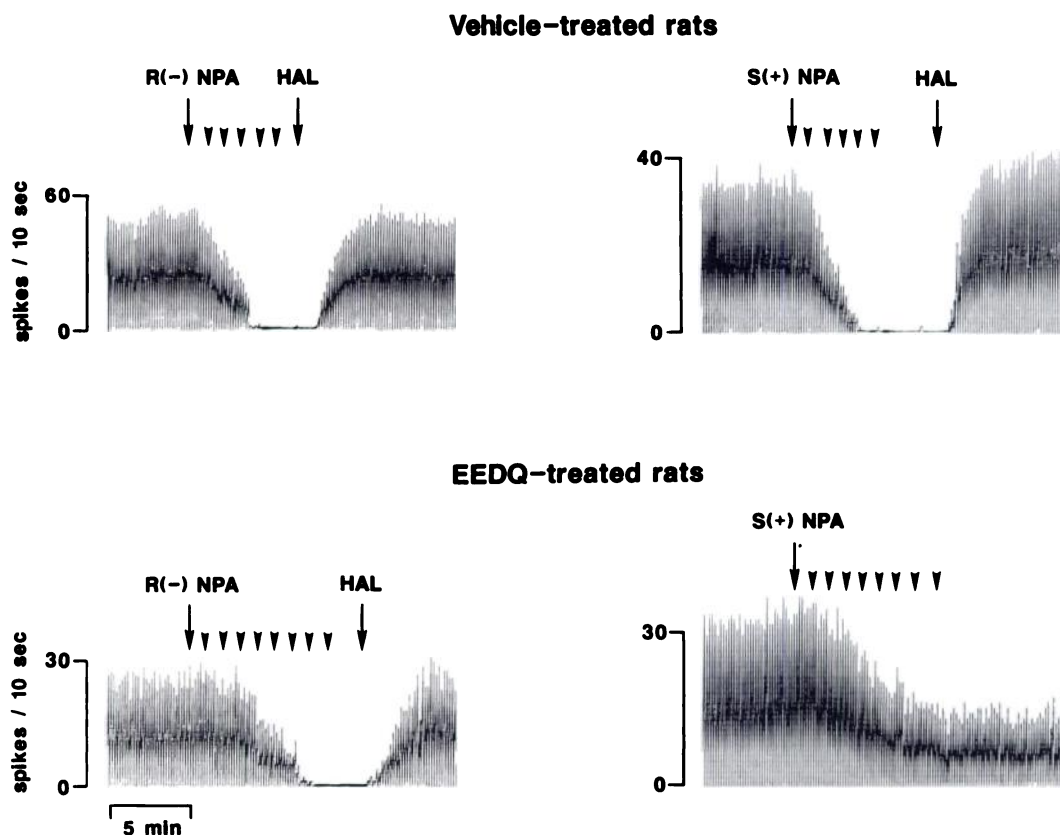 Vehicle-treated rats
R(-) NPA HAL
S(+) NPA HAL
spikes / 10 sec
60
0
40
0
EEDQ-treated rats
R(-) NPA HAL
S(+) NPA
spikes / 10 sec
30
0
30
0
5 min